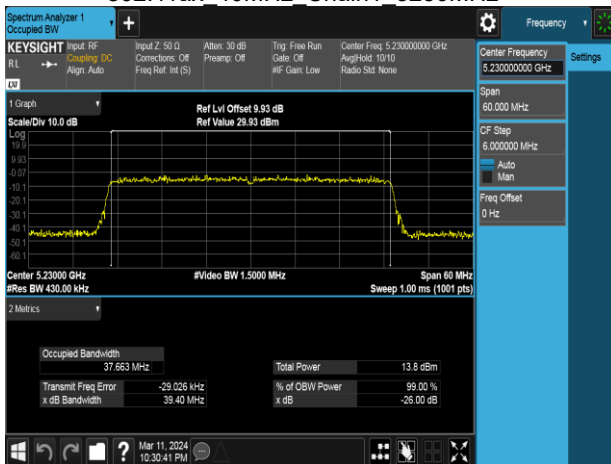 802.11ax_40MHz_Chain1_5230MHz
Spectrum Analyzer 1
Occupied BW
+
Frequency
KEYSIGHT
RL
LXI
Input: RF
Coupling: DC
Align: Auto
Input Z: 50 Ω
Corrections: Off
Freq Ref: Int (S)
Atten: 30 dB
Preamp: Off
Trig: Free Run
Gate: Off
#IF Gain: Low
Center Freq: 5.230000000 GHz
Avg|Hold: 10/10
Radio Std: None
Center Frequency
5.230000000 GHz
Settings
Span
60.000 MHz
CF Step
6.000000 MHz
Auto
Man
Freq Offset
0 Hz
1 Graph
Scale/Div 10.0 dB
Ref Lvl Offset 9.93 dB
Ref Value 29.93 dBm
Log
19.9
9.93
-0.07
-10.1
-20.1
-30.1
-40.1
-50.1
-60.1
Center 5.23000 GHz
#Res BW 430.00 kHz
#Video BW 1.5000 MHz
Span 60 MHz
Sweep 1.00 ms (1001 pts)
2 Metrics
Occupied Bandwidth
37.663 MHz
Total Power 13.8 dBm
Transmit Freq Error -29.026 kHz
% of OBW Power 99.00 %
x dB Bandwidth 39.40 MHz
x dB -26.00 dB
?
Mar 11, 2024
10:30:41 PM